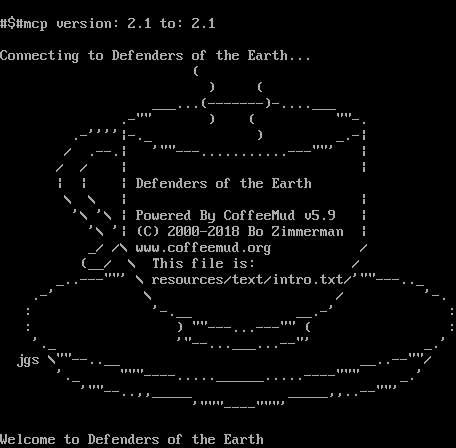 #$#mcp version: 2.1 to: 2.1
Connecting to Defenders of the Earth...
Defenders of the Earth
Powered By CoffeeMud v5.9
(C) 2000-2018 Bo Zimmerman
www.coffeemud.org
This file is:
resources/text/intro.txt/
jgs
Welcome to Defenders of the Earth